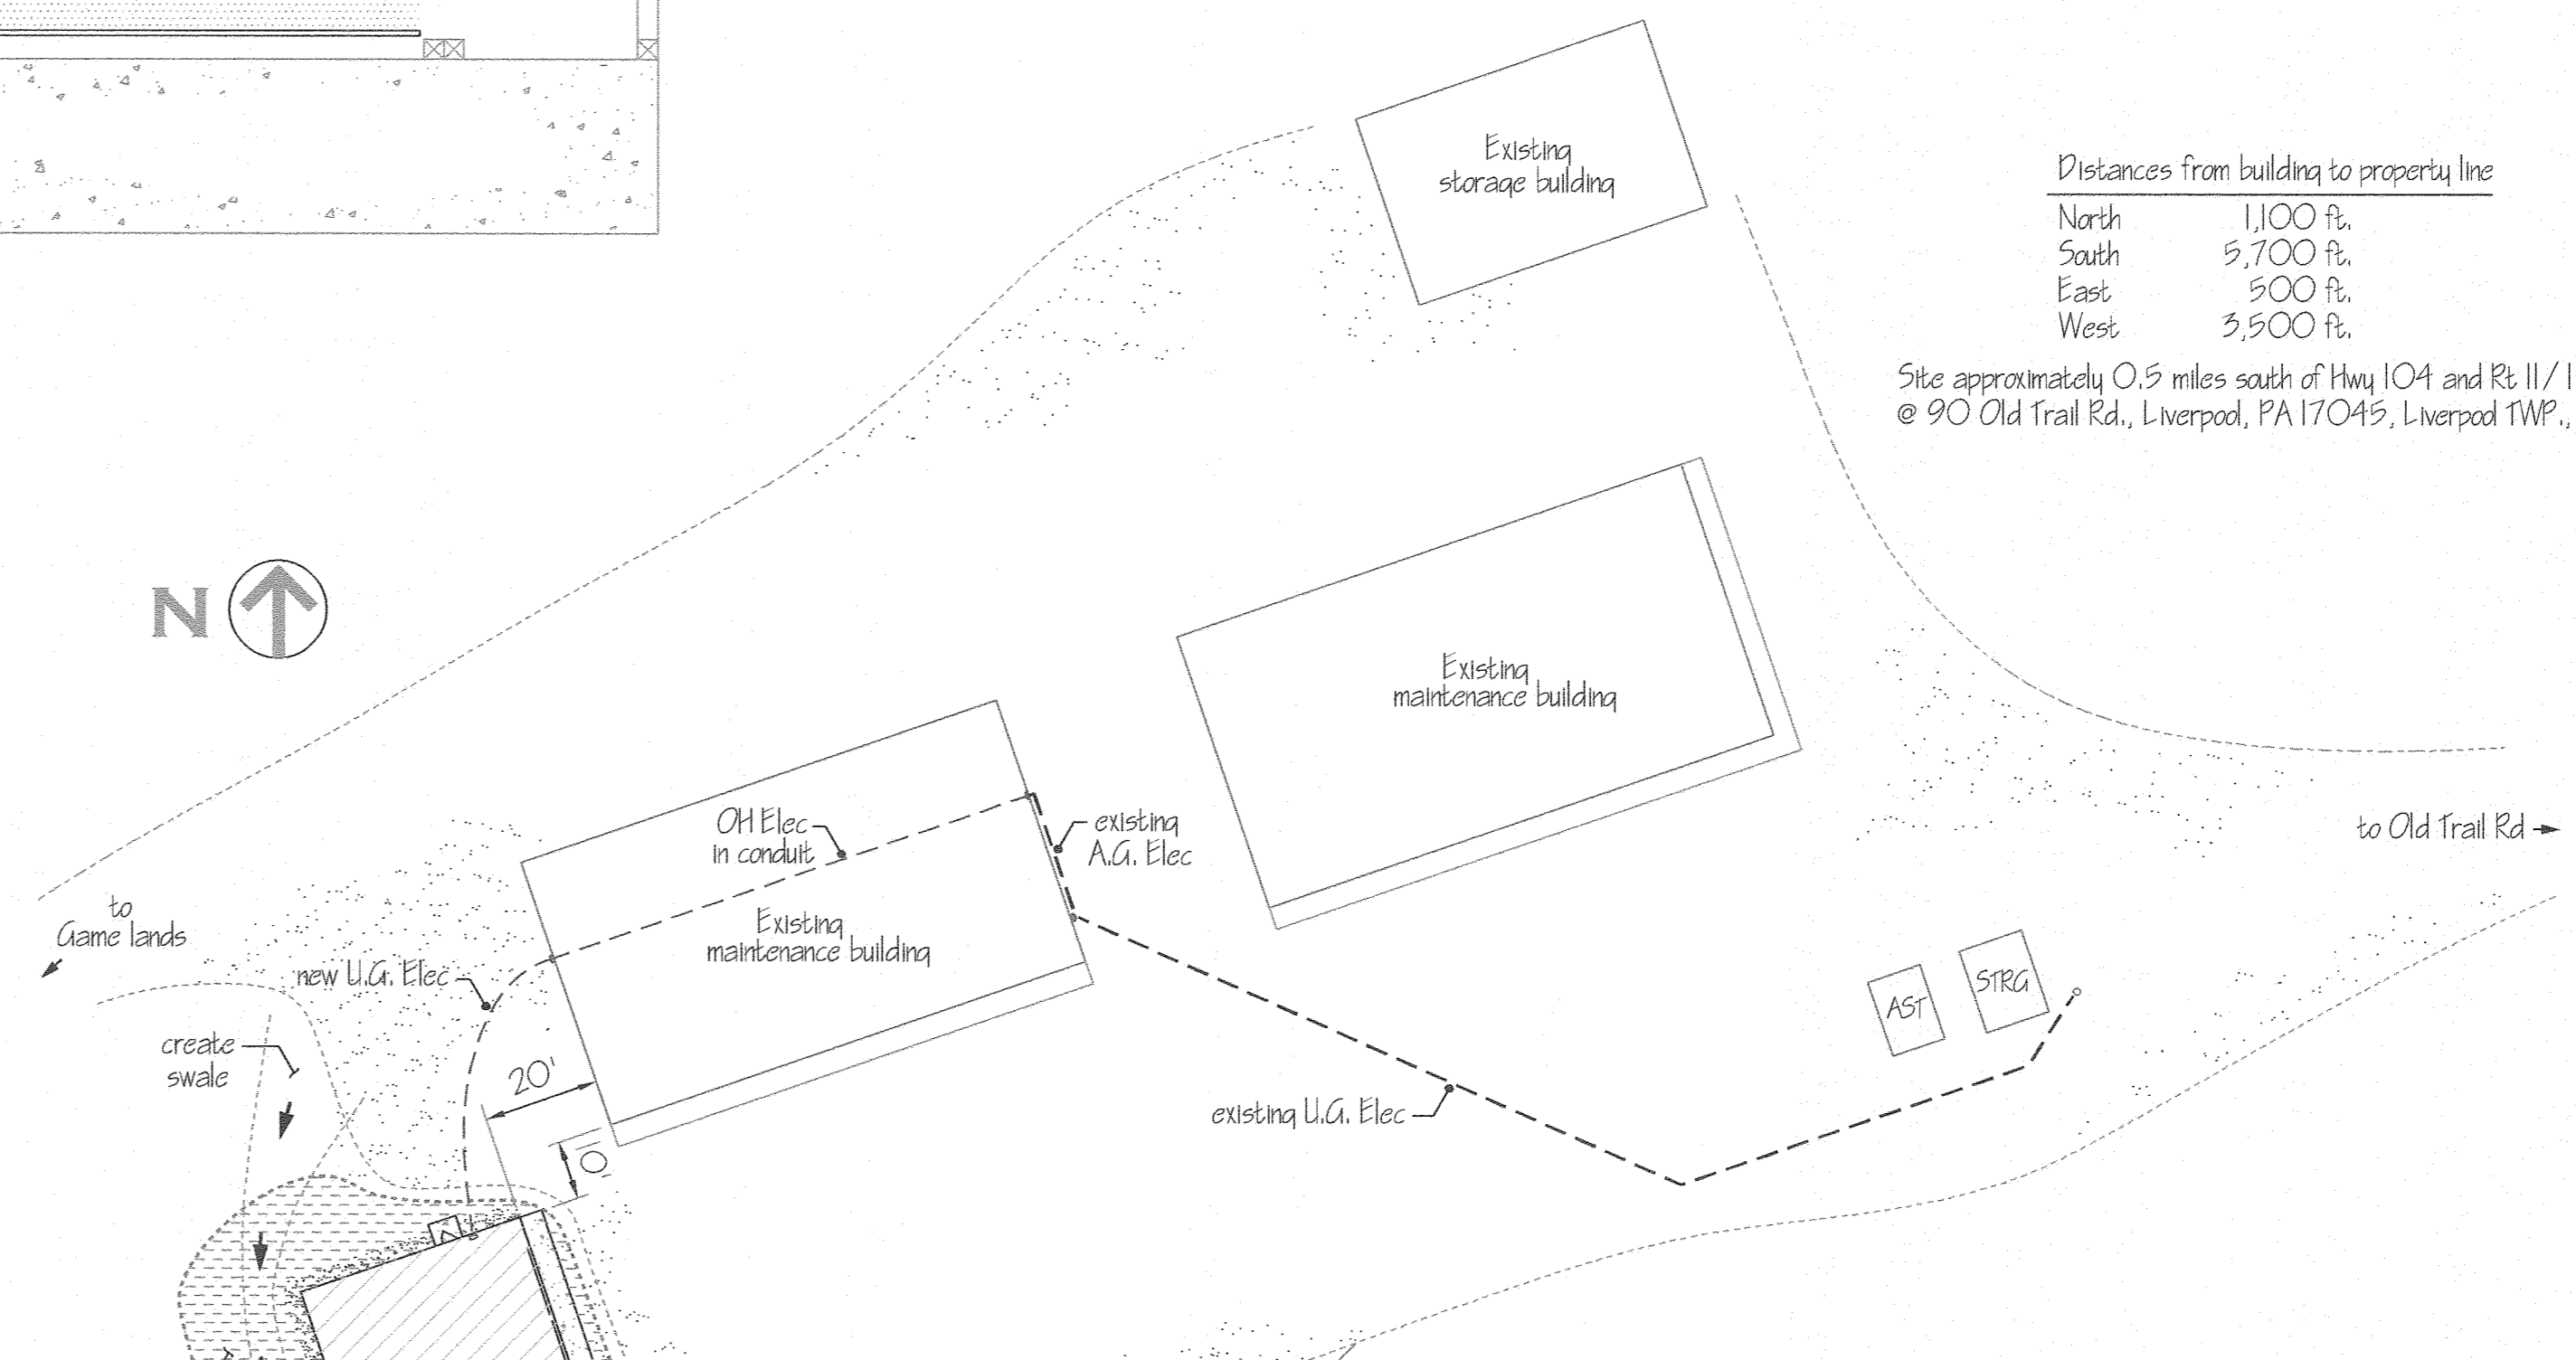 Existing
storage building
Distances from building to property line
North 1,100 ft.
South 5,700 ft.
East 500 ft.
West 3,500 ft.
Site approximately 0.5 miles south of Hwy 104 and Rt 11/1
@ 90 Old Trail Rd., Liverpool, PA 17045, Liverpool TWP.,
N
Existing
maintenance building
OH Elec
in conduit
existing
A.G. Elec
to Old Trail Rd
to
Game lands
Existing
maintenance building
new U.G. Elec
AST
STRG
create
swale
20'
existing U.G. Elec
10'